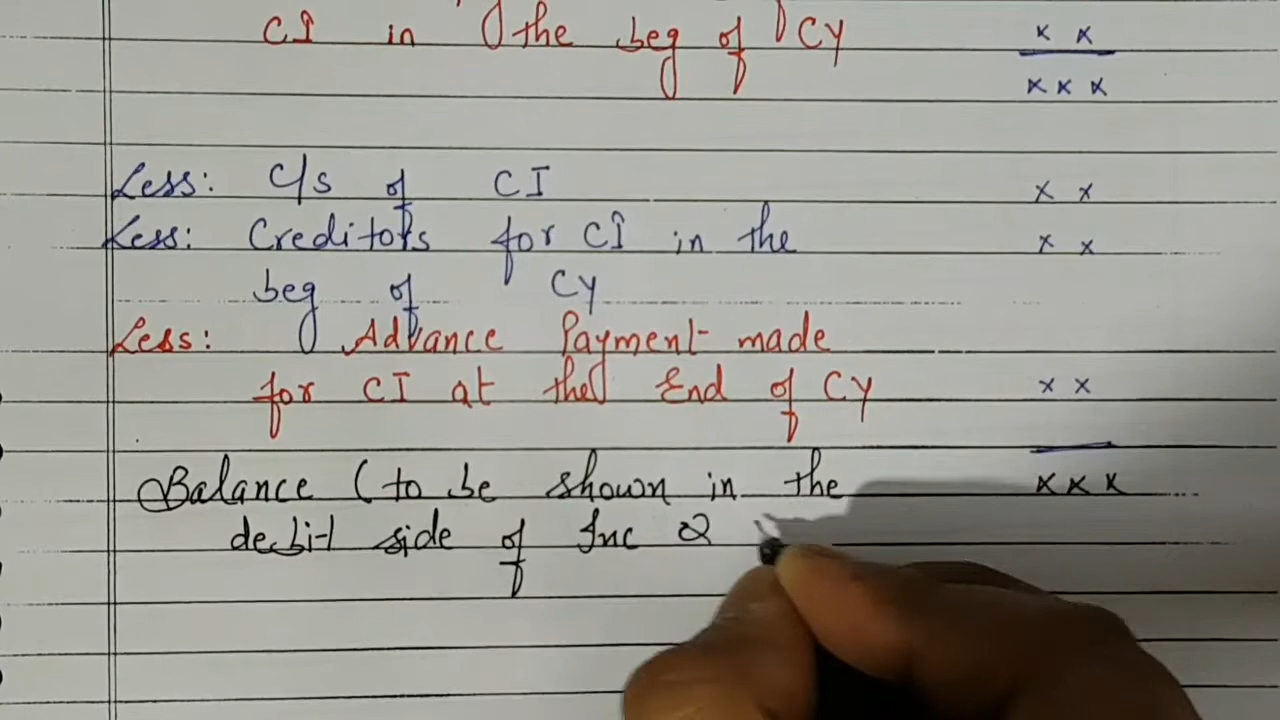 CI in the beg of CY x x
x x x
Less: C/s of CI x x
Less: Creditors for CI in the x x
beg of CY
Less: Advance Payment made
for CI at the End of CY x x
Balance (to be shown in the x x x
debit side of Inc &